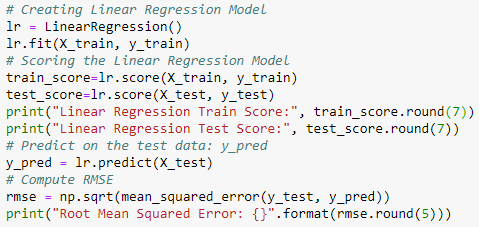 # Creating Linear Regression Model
lr = LinearRegression()
lr.fit(X_train, y_train)
# Scoring the Linear Regression Model
train_score=lr.score(X_train, y_train)
test_score=lr.score(X_test, y_test)
print("Linear Regression Train Score:", train_score.round(7))
print("Linear Regression Test Score:", test_score.round(7))
# Predict on the test data: y_pred
y_pred = lr.predict(X_test)
# Compute RMSE
rmse = np.sqrt(mean_squared_error(y_test, y_pred))
print("Root Mean Squared Error: {}".format(rmse.round(5)))